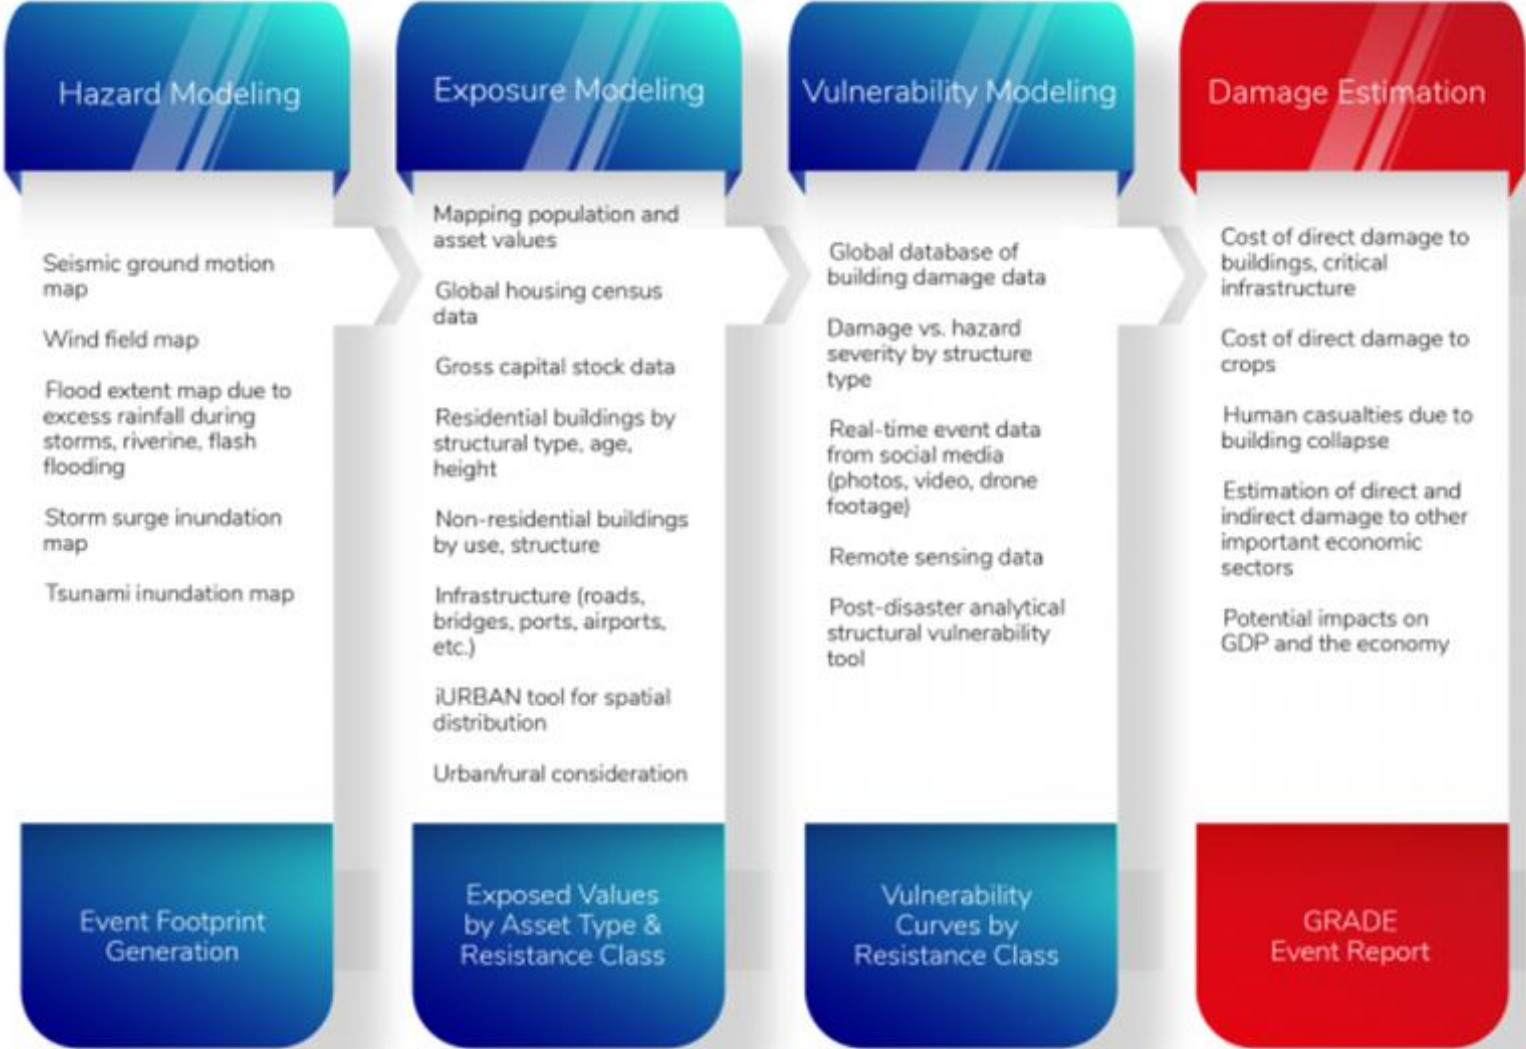 Hazard Modeling
Seismic ground motion
map
Wind field map
Flood extent map due to
excess rainfall during
storms, riverine, flash
flooding
Storm surge inundation
map
Tsunami inundation map
Event Footprint
Generation
Exposure Modeling
Mapping population and
asset values
Global housing census
data
Gross capital stock data
Residential buildings by
structural type, age,
height
Non-residential buildings
by use, structure
Infrastructure (roads,
bridges, ports, airports,
etc.)
iURBAN tool for spatial
distribution
Urban/rural consideration
Exposed Values
by Asset Type &
Resistance Class
Vulnerability Modeling
Global database of
building damage data
Damage vs. hazard
severity by structure
type
Real-time event data
from social media
(photos, video, drone
footage)
Remote sensing data
Post-disaster analytical
structural vulnerability
tool
Vulnerability
Curves by
Resistance Class
Damage Estimation
Cost of direct damage to
buildings, critical
infrastructure
Cost of direct damage to
crops
Human casualties due to
building collapse
Estimation of direct and
indirect damage to other
important economic
sectors
Potential impacts on
GDP and the economy
GRADE
Event Report